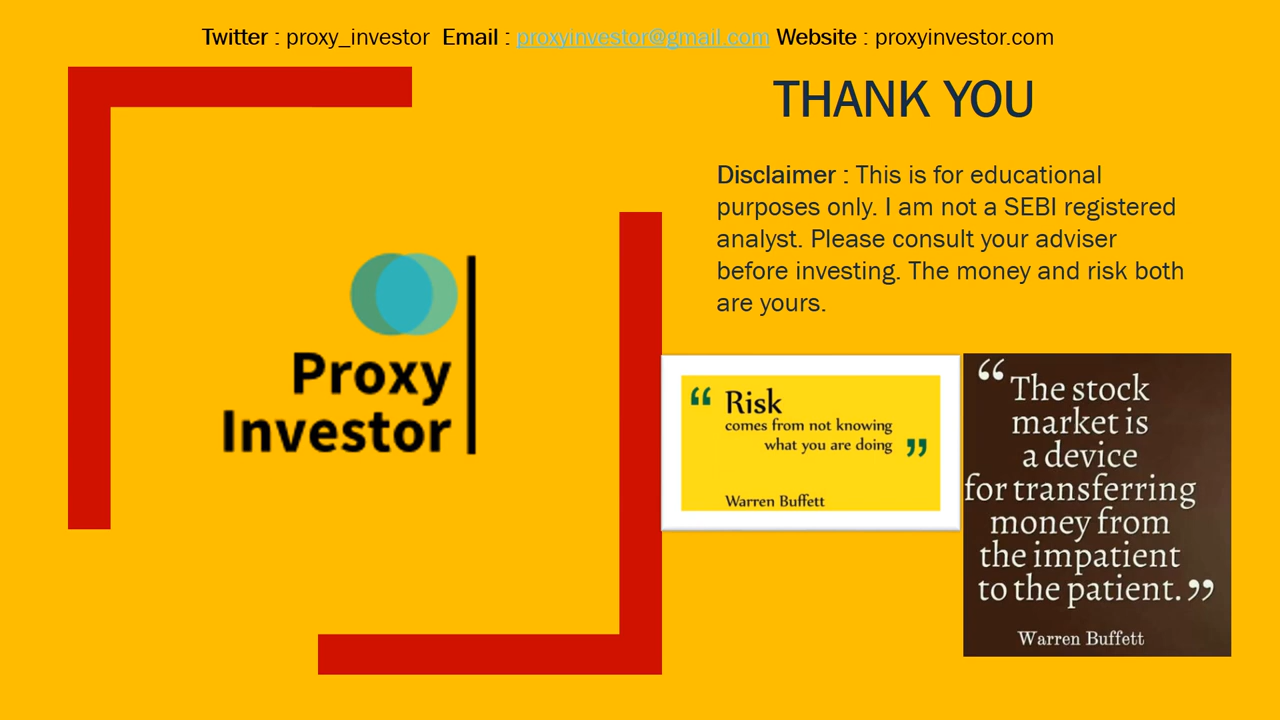 Twitter : proxy_investor Email : proxyinvestor@gmail.com Website : proxyinvestor.com
THANK YOU
Disclaimer : This is for educational
purposes only. I am not a SEBI registered
analyst. Please consult your adviser
before investing. The money and risk both
are yours.
Proxy
Investor
“ Risk
comes from not knowing
what you are doing ”
Warren Buffett
“ The stock
market is
a device
for transferring
money from
the impatient
to the patient. ”
Warren Buffett